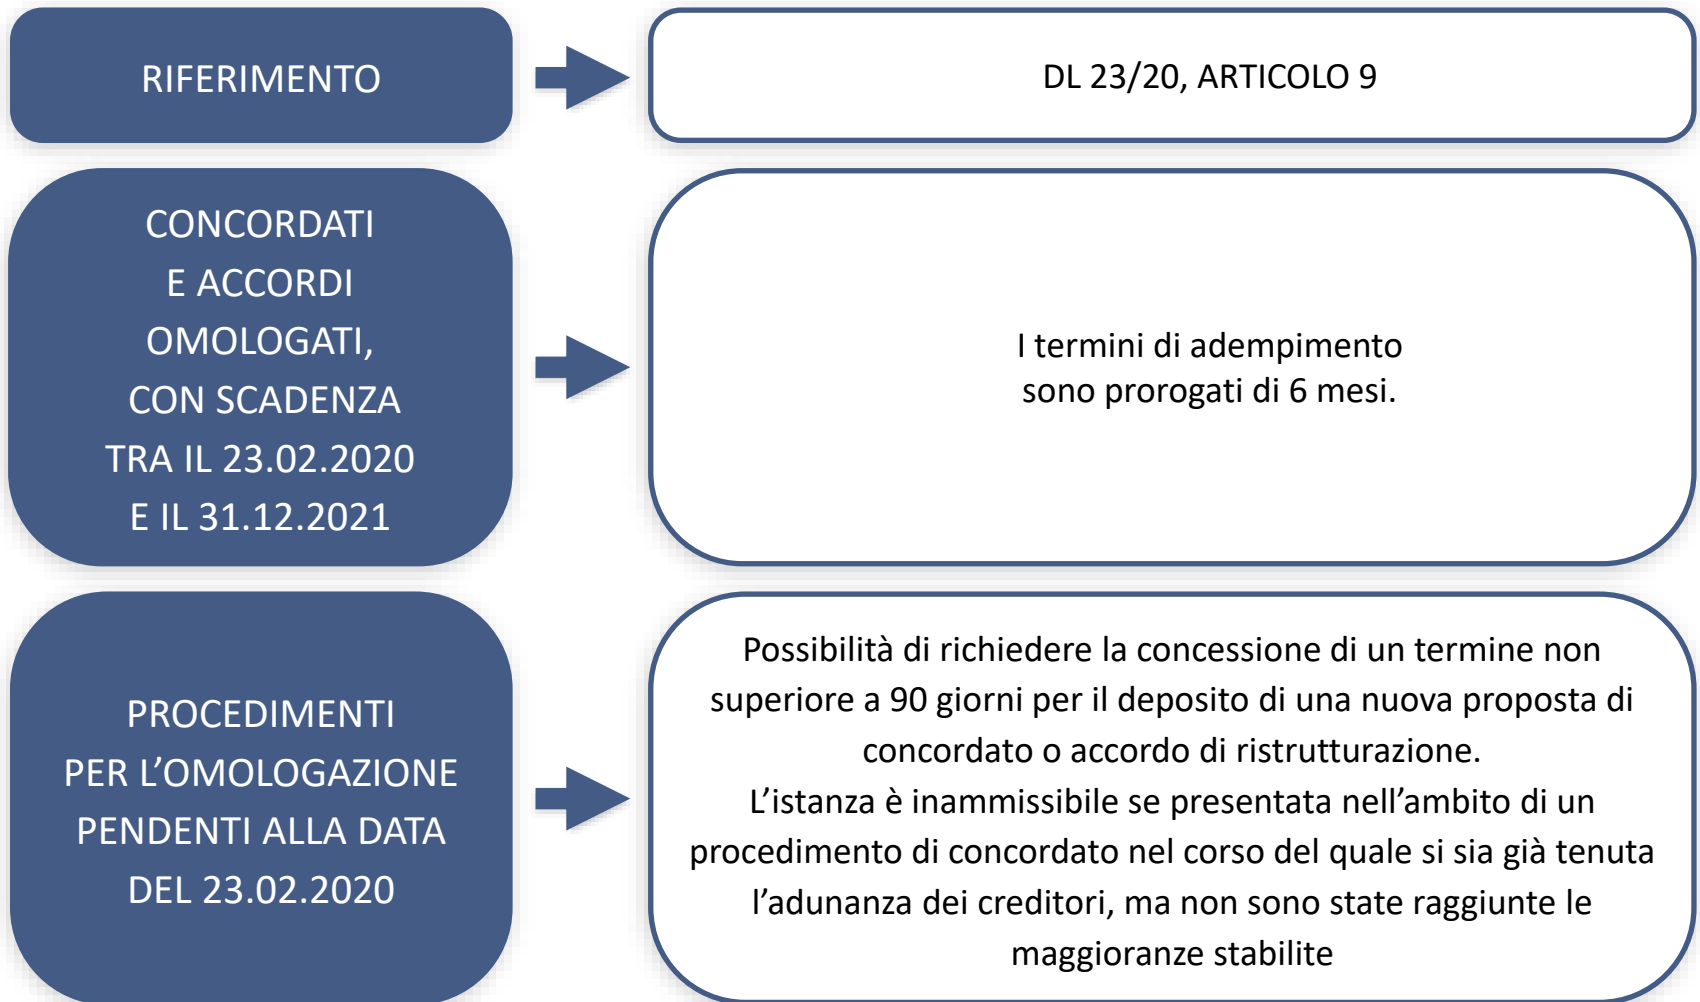 RIFERIMENTO
DL 23/20, ARTICOLO 9
CONCORDATI
E ACCORDI
OMOLOGATI,
CON SCADENZA
TRA IL 23.02.2020
E IL 31.12.2021
I termini di adempimento
sono prorogati di 6 mesi.
PROCEDIMENTI
PER L’OMOLOGAZIONE
PENDENTI ALLA DATA
DEL 23.02.2020
Possibilità di richiedere la concessione di un termine non
superiore a 90 giorni per il deposito di una nuova proposta di
concordato o accordo di ristrutturazione.
L’istanza è inammissibile se presentata nell’ambito di un
procedimento di concordato nel corso del quale si sia già tenuta
l’adunanza dei creditori, ma non sono state raggiunte le
maggioranze stabilite